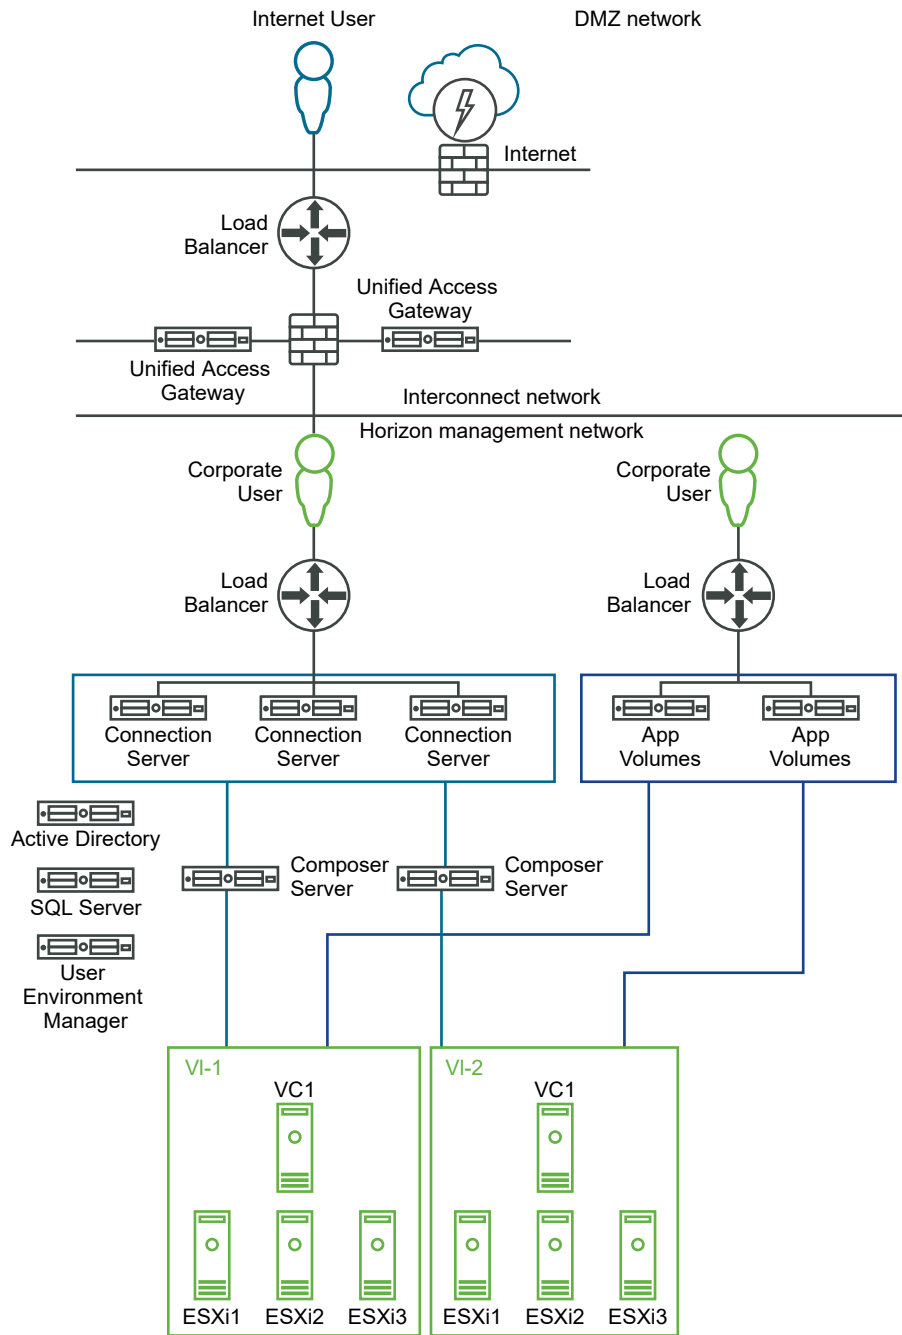 Internet User
DMZ network
Internet
Load
Balancer
Unified Access
Gateway
Unified Access
Gateway
Interconnect network
Horizon management network
Corporate
User
Corporate
User
Load
Balancer
Load
Balancer
Connection
Server
Connection
Server
Connection
Server
App
Volumes
App
Volumes
Active Directory
Composer
Server
Composer
Server
SQL Server
User
Environment
Manager
VI-1
VI-2
VC1
VC1
ESXi1
ESXi2
ESXi3
ESXi1
ESXi2
ESXi3